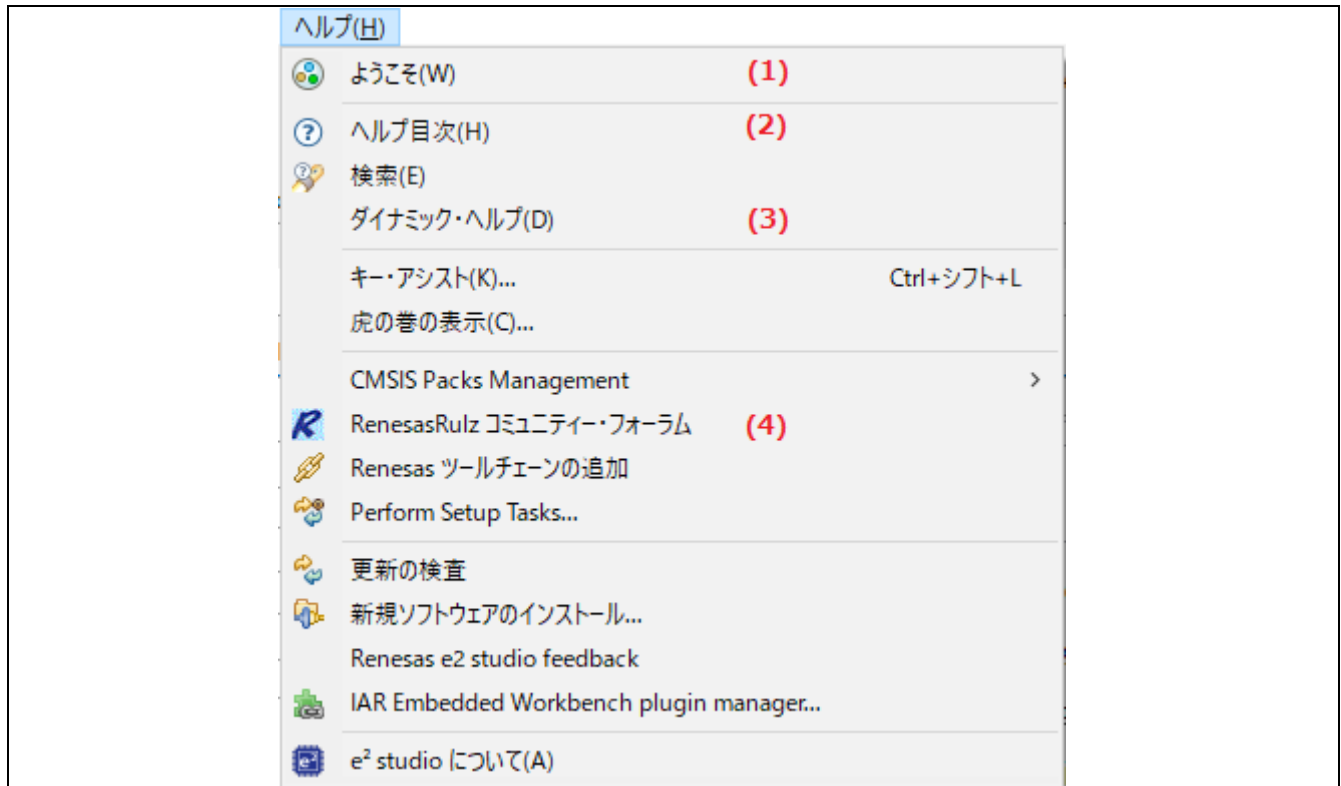 ヘルプ(H)
ようこそ(W) (1)
ヘルプ目次(H) (2)
検索(E)
ダイナミック・ヘルプ(D) (3)
キー・アシスト(K)... Ctrl+シフト+L
虎の巻の表示(C)...
CMSIS Packs Management >
RenesasRulz コミュニティー・フォーラム (4)
Renesas ツールチェーンの追加
Perform Setup Tasks...
更新の検査
新規ソフトウェアのインストール...
Renesas e2 studio feedback
IAR Embedded Workbench plugin manager...
e² studio について(A)